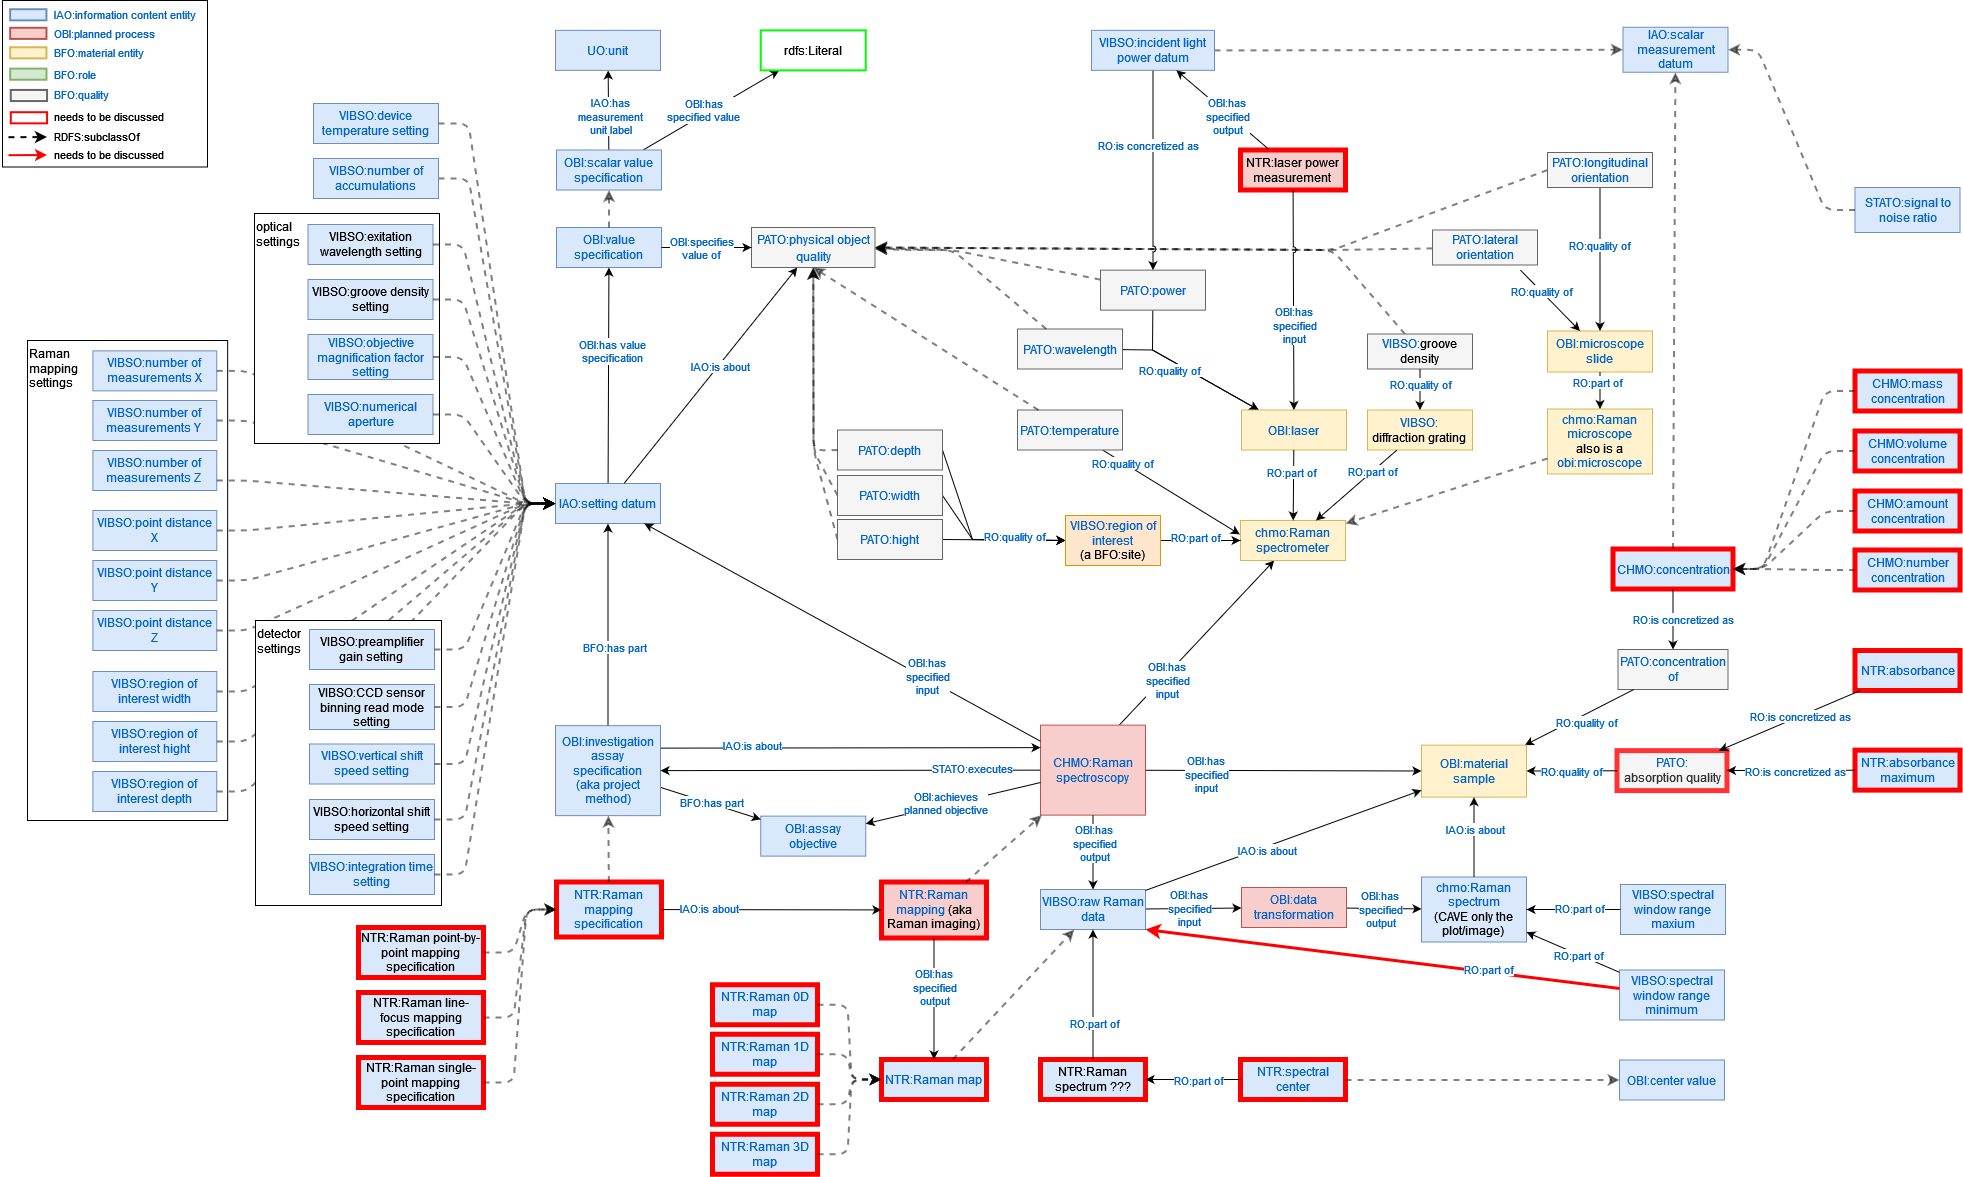 IAO:information content entity
OBI:planned process
BFO:material entity
BFO:role
BFO:quality
needs to be discussed
RDFS:subclassOf
needs to be discussed
VIBSO:device
temperature setting
VIBSO:number of
accumulations
optical
settings
VIBSO:exitation
wavelength setting
VIBSO:groove density
setting
VIBSO:objective
magnification factor
setting
VIBSO:numerical
aperture
Raman
mapping
settings
VIBSO:number of
measurements X
VIBSO:number of
measurements Y
VIBSO:number of
measurements Z
VIBSO:point distance
X
VIBSO:point distance
Y
VIBSO:point distance
Z
VIBSO:region of
interest width
VIBSO:region of
interest hight
VIBSO:region of
interest depth
detector
settings
VIBSO:preamplifier
gain setting
VIBSO:CCD sensor
binning read mode
setting
VIBSO:vertical shift
speed setting
VIBSO:horizontal shift
speed setting
VIBSO:integration time
setting
NTR:Raman point-by-
point mapping
specification
NTR:Raman line-
focus mapping
specification
NTR:Raman single-
point mapping
specification
UO:unit
rdfs:Literal
IAO:has
measurement
unit label
OBI:has
specified value
OBI:scalar value
specification
OBI:value
specification
OBI:specifies
value of
PATO:physical object
quality
OBI:has value
specification
IAO:is about
IAO:setting datum
BFO:has part
OBI:has
specified
input
OBI:investigation
assay
specification
(aka project
method)
IAO:is about
STATO:executes
BFO:has part
OBI:achieves
planned objective
OBI:assay
objective
NTR:Raman
mapping
specification
IAO:is about
NTR:Raman
mapping (aka
Raman imaging)
OBI:has
specified
output
NTR:Raman 0D
map
NTR:Raman 1D
map
NTR:Raman 2D
map
NTR:Raman 3D
map
NTR:Raman map
VIBSO:incident light
power datum
IAO:scalar
measurement
datum
OBI:has
specified
output
RO:is concretized as
NTR:laser power
measurement
PATO:longitudinal
orientation
STATO:signal to
noise ratio
PATO:lateral
orientation
RO:quality of
RO:quality of
PATO:power
PATO:wavelength
RO:quality of
OBI:has
specified
input
VIBSO:groove
density
RO:quality of
OBI:microscope
slide
RO:part of
PATO:temperature
RO:quality of
OBI:laser
VIBSO:
diffraction grating
chmo:Raman
microscope
also is a
obi:microscope
RO:part of
RO:part of
PATO:depth
PATO:width
PATO:hight
RO:quality of
VIBSO:region of
interest
(a BFO:site)
RO:part of
chmo:Raman
spectrometer
OBI:has
specified
input
CHMO:Raman
spectroscopy
OBI:has
specified
input
OBI:material
sample
OBI:has
specified
output
IAO:is about
IAO:is about
VIBSO:raw Raman
data
OBI:has
specified
input
OBI:data
transformation
OBI:has
specified
output
chmo:Raman
spectrum
(CAVE only the
plot/image)
RO:part of
VIBSO:spectral
window range
maxium
RO:part of
RO:part of
VIBSO:spectral
window range
minimum
RO:part of
NTR:Raman
spectrum ???
RO:part of
NTR:spectral
center
OBI:center value
CHMO:mass
concentration
CHMO:volume
concentration
CHMO:amount
concentration
CHMO:number
concentration
CHMO:concentration
RO:is concretized as
PATO:concentration
of
RO:quality of
NTR:absorbance
RO:is concretized as
PATO:
absorption quality
RO:quality of
RO:is concretized as
NTR:absorbance
maximum